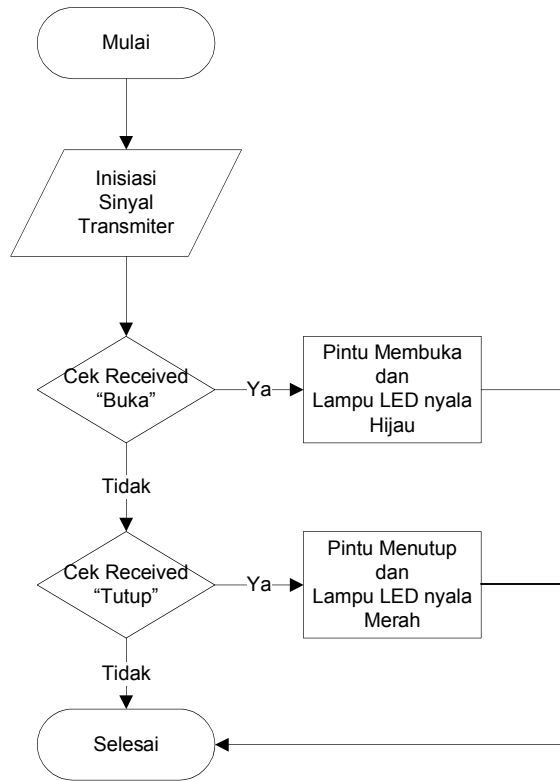 Mulai
Inisiasi
Sinyal
Transmiter
Cek Received
“Buka”
Ya
Pintu Membuka
dan
Lampu LED nyala
Hijau
Tidak
Cek Received
“Tutup”
Ya
Pintu Menutup
dan
Lampu LED nyala
Merah
Tidak
Selesai